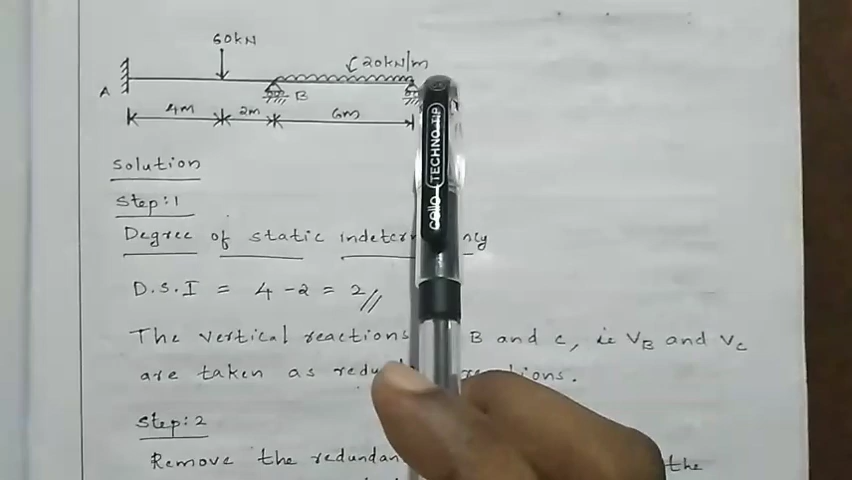 60kN
20kN/m
A
B
4m 2m 6m
Solution
Step:1
Degree of static
D.S.I = 4 - 2 = 2//
The vertical reactions B and c, ie VB and VC
are taken as
Step:2
Remove the the
cello TECHNOTIP